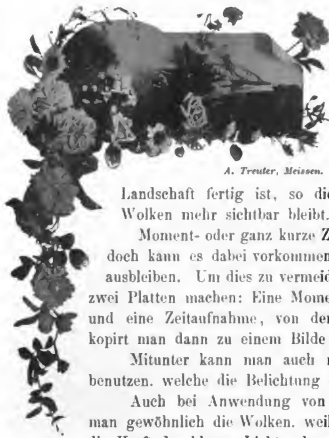 A. Treuter, Meissen.
Landschaft fertig ist, so die
Wolken mehr sichtbar bleibt.
Moment- oder ganz kurze Z
doch kann es dabei vorkommen
ausbleiben. Um dies zu vermeid
zwei Platten machen: Eine Mome
und eine Zeitaufnahme, von der
kopirt man dann zu einem Bilde
Mitunter kann man auch
benutzen, welche die Belichtung
Auch bei Anwendung von
man gewöhnlich die Wolken, weil